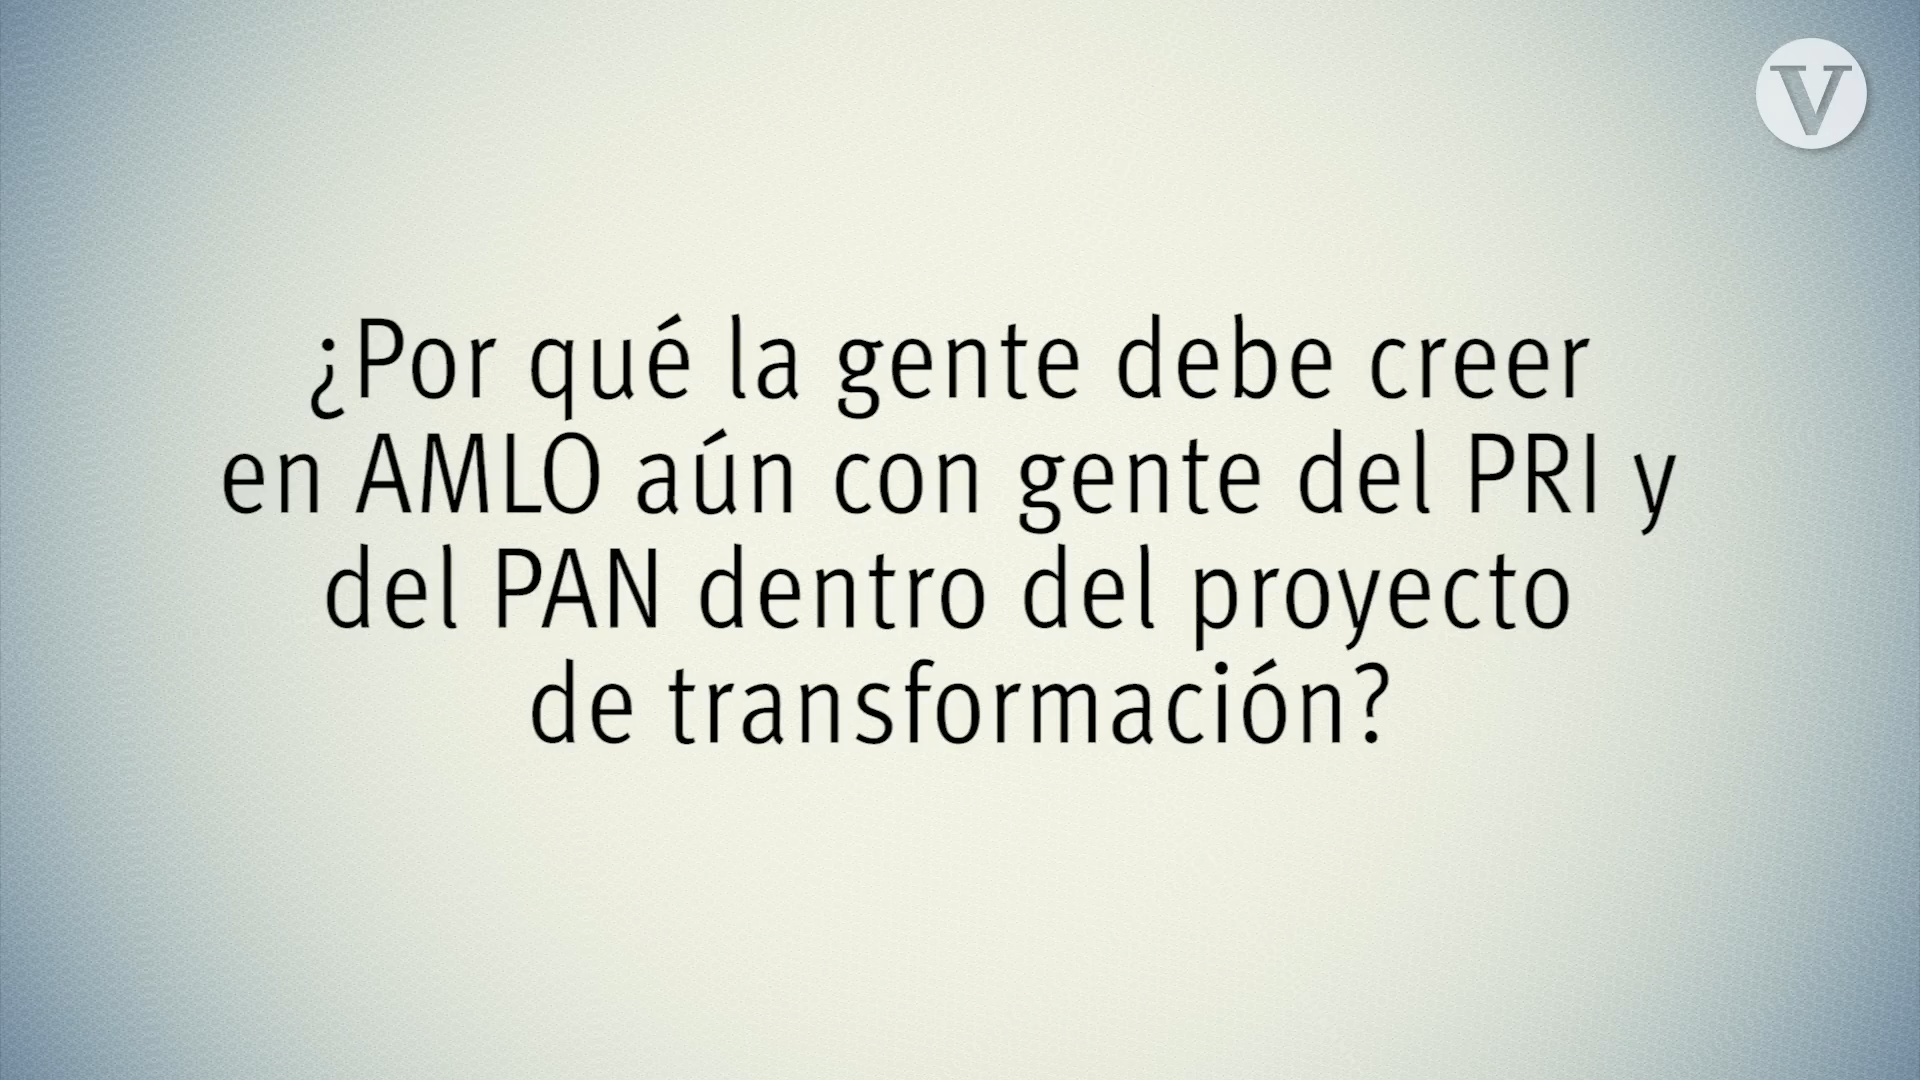 V
¿Por qué la gente debe creer
en AMLO aún con gente del PRI y
del PAN dentro del proyecto
de transformación?